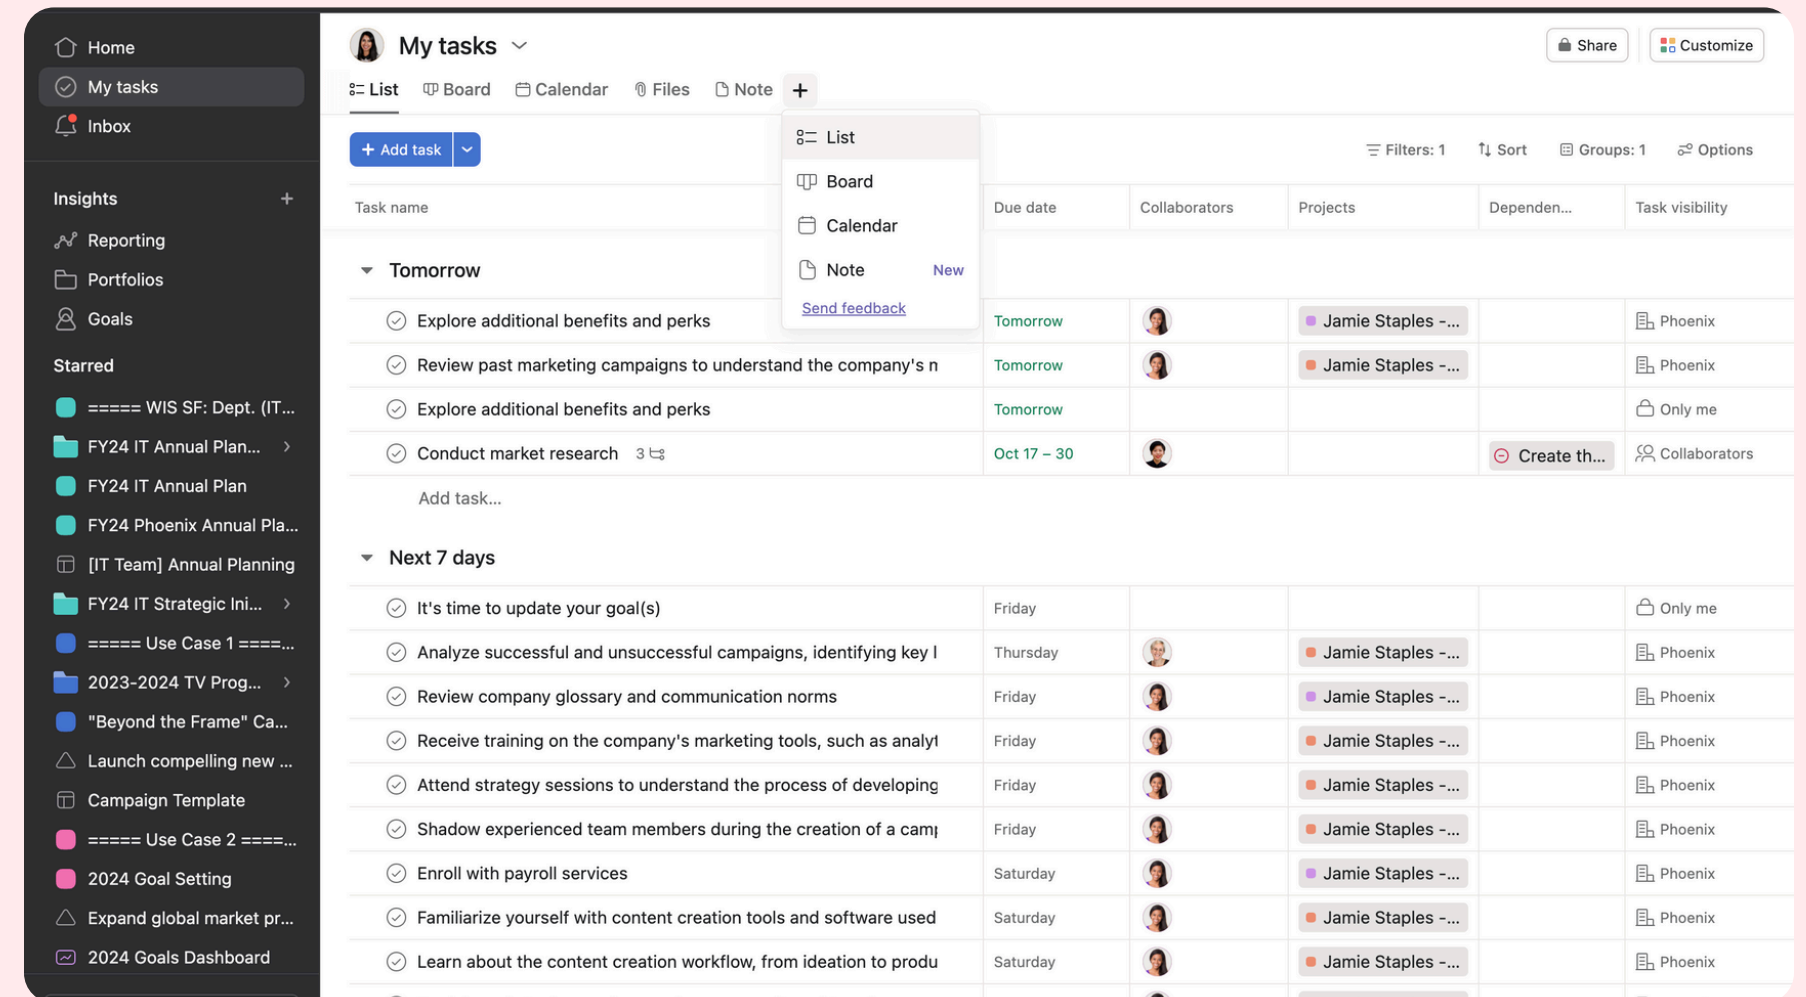 Home
My tasks
Inbox
Insights
Reporting
Portfolios
Goals
Starred
===== WIS SF: Dept. (IT...
FY24 IT Annual Plan...
FY24 IT Annual Plan
FY24 Phoenix Annual Pla...
[IT Team] Annual Planning
FY24 IT Strategic Ini...
===== Use Case 1 ====...
2023-2024 TV Prog...
"Beyond the Frame" Ca...
Launch compelling new ...
Campaign Template
===== Use Case 2 ====...
2024 Goal Setting
Expand global market pr...
2024 Goals Dashboard
My tasks
Share
Customize
List Board Calendar Files Note +
+ Add task
List
Board
Calendar
Note New
Send feedback
Filters: 1 Sort Groups: 1 Options
Task name Due date Collaborators Projects Dependen... Task visibility
Tomorrow
Explore additional benefits and perks Tomorrow Jamie Staples -... Phoenix
Review past marketing campaigns to understand the company's Tomorrow Jamie Staples -... Phoenix
Explore additional benefits and perks Tomorrow Only me
Conduct market research 3 Oct 17 – 30 Create th... Collaborators
Add task...
Next 7 days
It's time to update your goal(s) Friday Only me
Analyze successful and unsuccessful campaigns, identifying key Thursday Jamie Staples -... Phoenix
Review company glossary and communication norms Friday Jamie Staples -... Phoenix
Receive training on the company's marketing tools, such as Friday Jamie Staples -... Phoenix
Attend strategy sessions to understand the process of developing Friday Jamie Staples -... Phoenix
Shadow experienced team members during the creation of a Friday Jamie Staples -... Phoenix
Enroll with payroll services Saturday Jamie Staples -... Phoenix
Familiarize yourself with content creation tools and software used Saturday Jamie Staples -... Phoenix
Learn about the content creation workflow, from ideation to produ Saturday Jamie Staples -... Phoenix